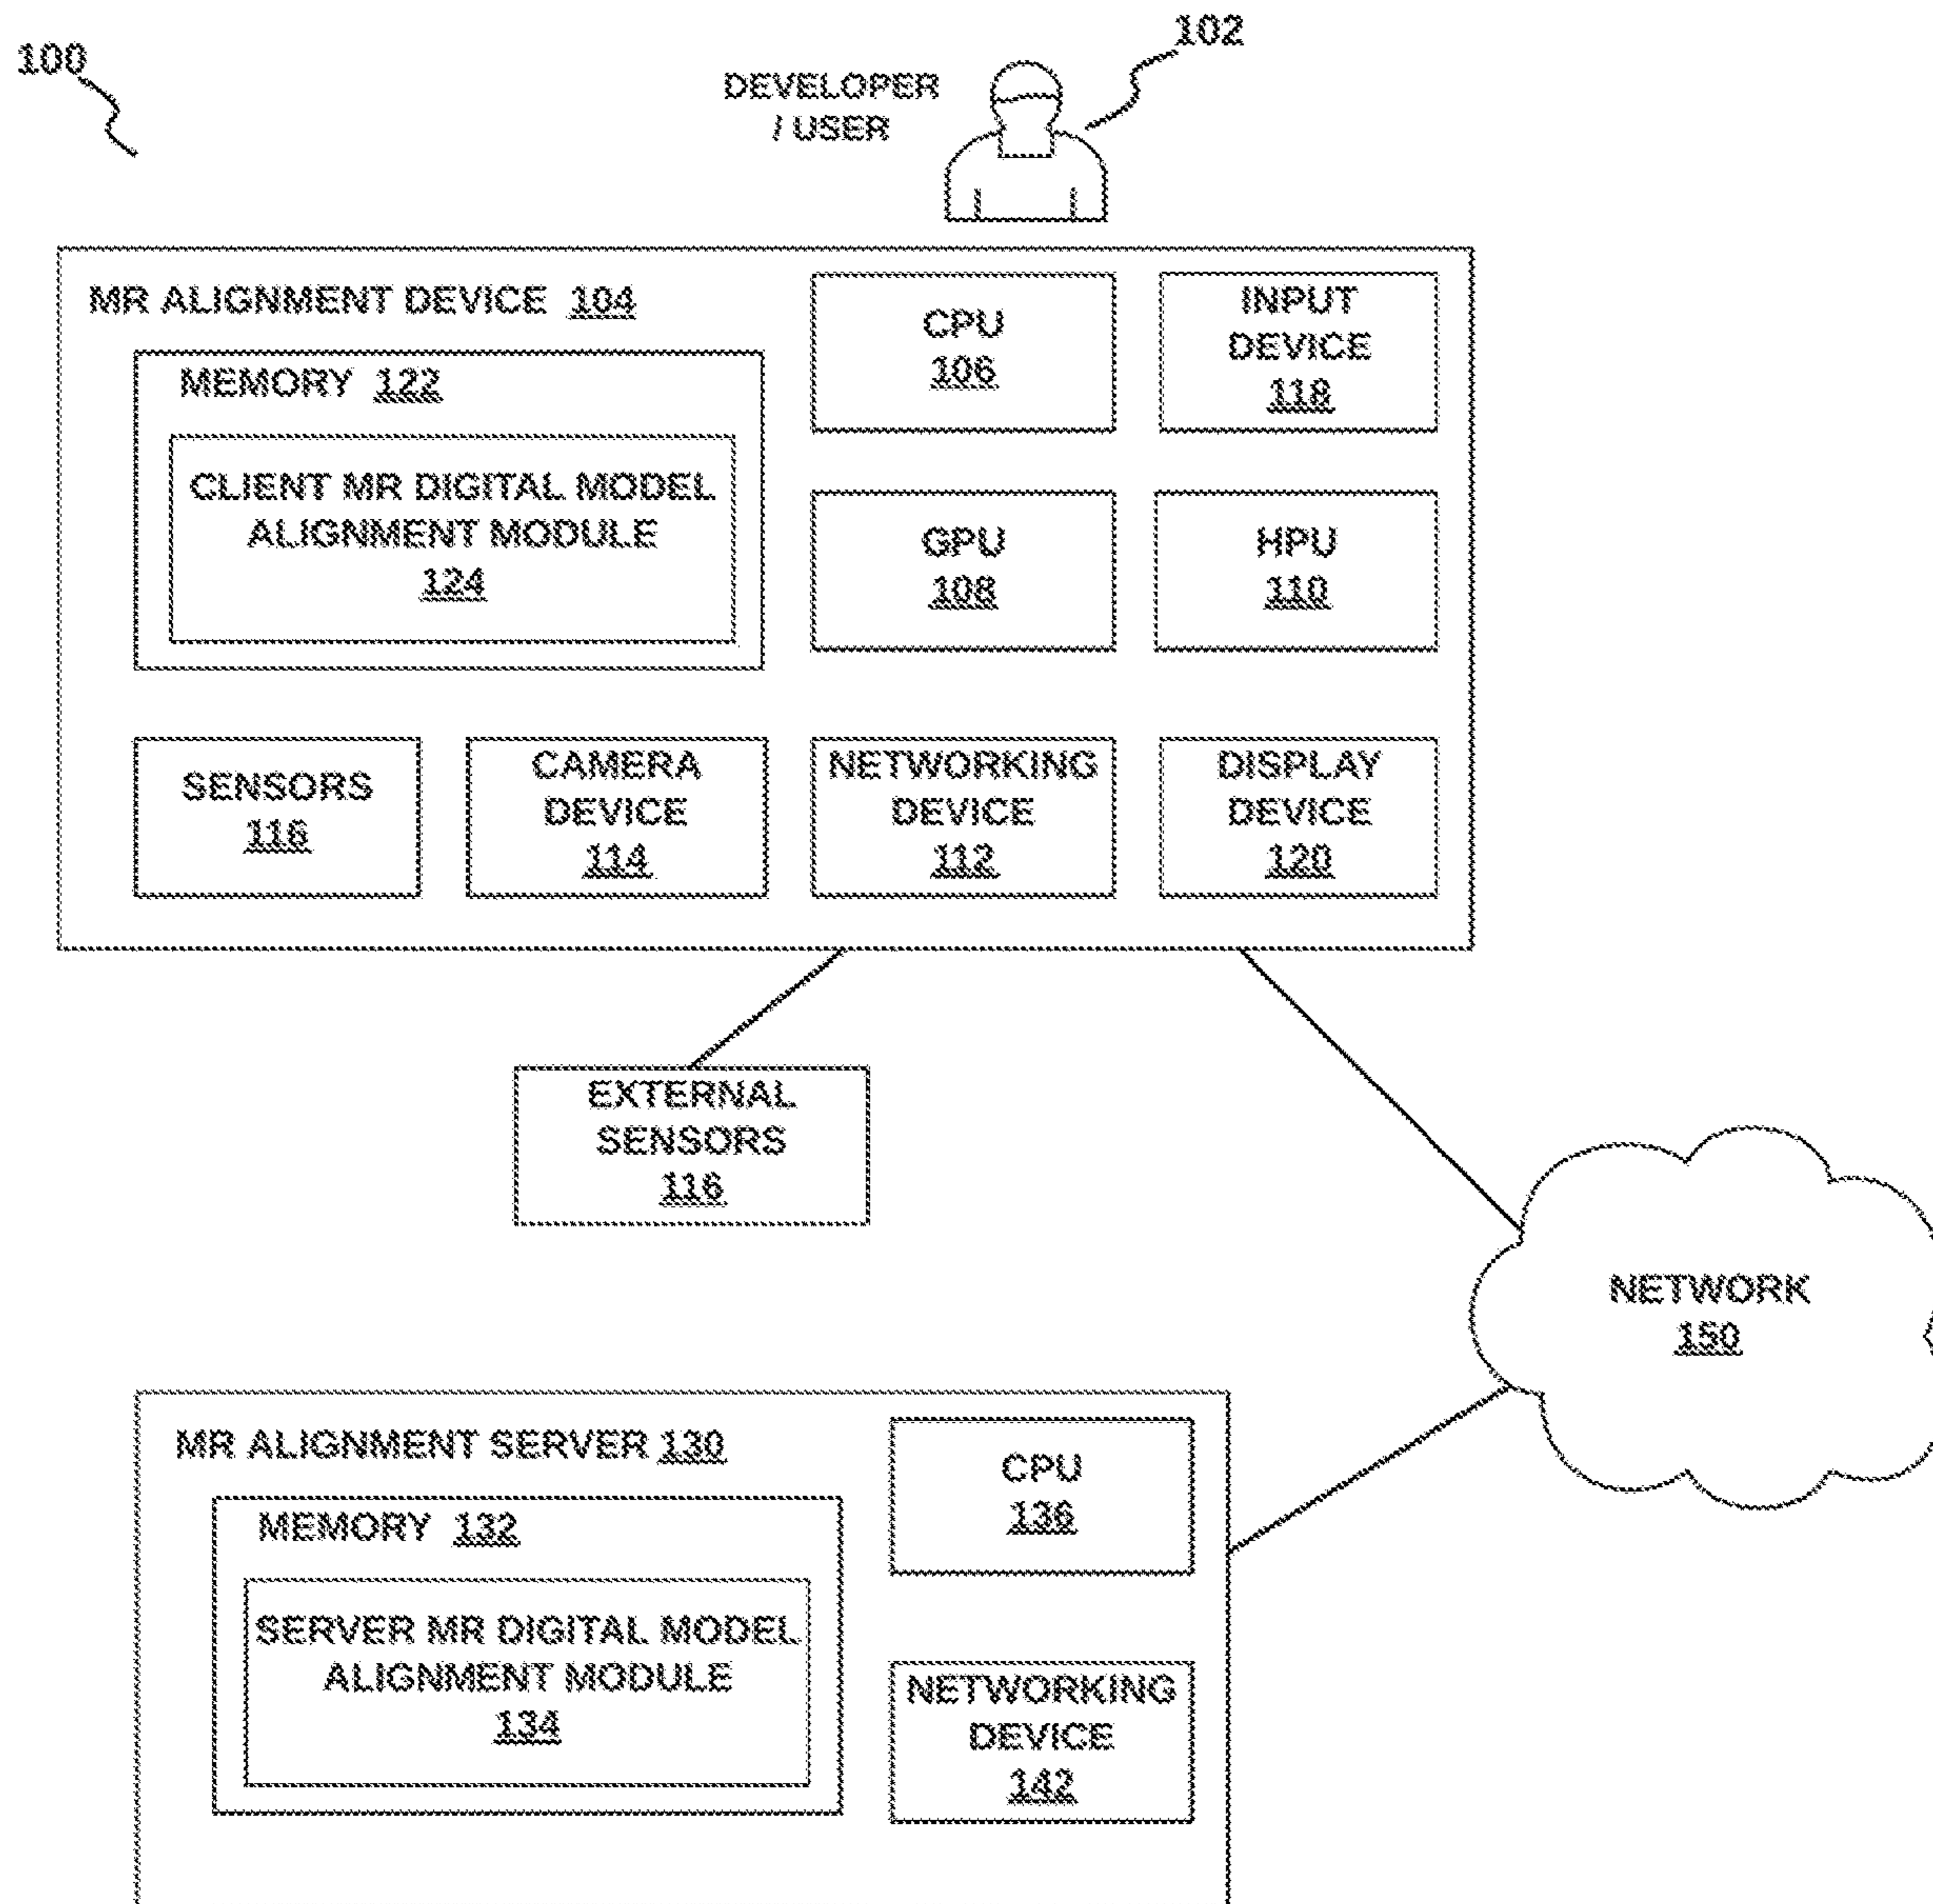 100
102
DEVELOPER
/ USER
MR ALIGNMENT DEVICE 104
MEMORY 122
CLIENT MR DIGITAL MODEL
ALIGNMENT MODULE
124
CPU
106
INPUT
DEVICE
118
GPU
108
HPU
110
SENSORS
116
CAMERA
DEVICE
114
NETWORKING
DEVICE
112
DISPLAY
DEVICE
120
EXTERNAL
SENSORS
116
NETWORK
150
MR ALIGNMENT SERVER 130
MEMORY 132
SERVER MR DIGITAL MODEL
ALIGNMENT MODULE
134
CPU
136
NETWORKING
DEVICE
142